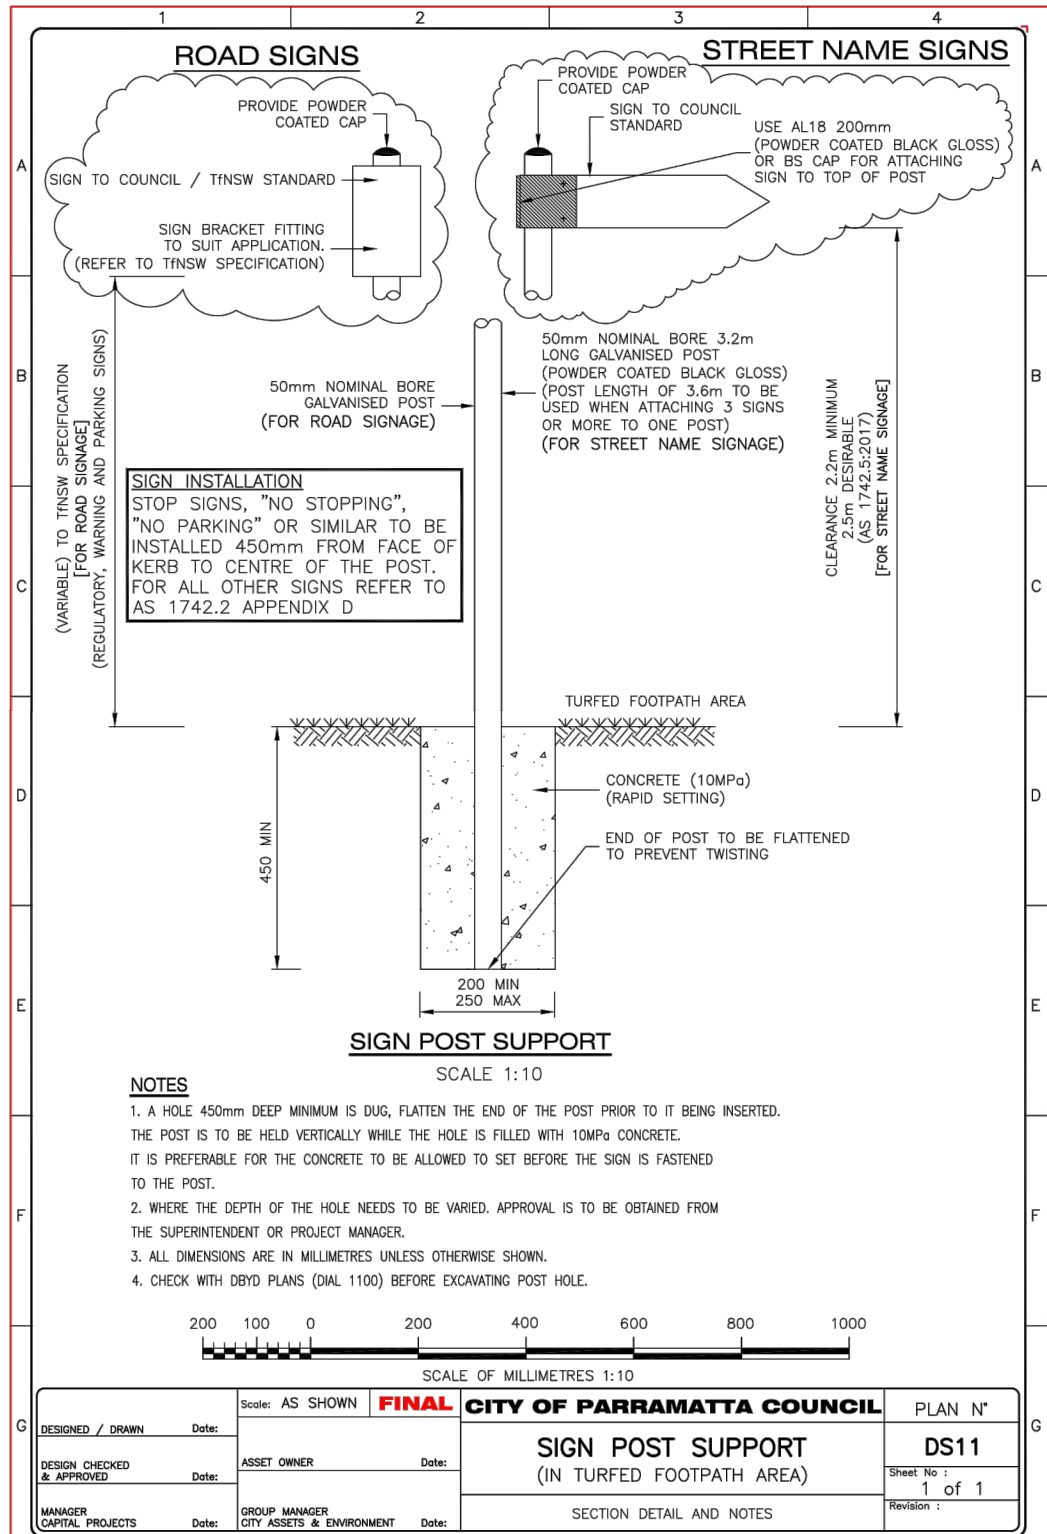 1 2 3 4
ROAD SIGNS
PROVIDE POWDER
COATED CAP
SIGN TO COUNCIL / TfNSW STANDARD
SIGN BRACKET FITTING
TO SUIT APPLICATION.
(REFER TO TfNSW SPECIFICATION)
STREET NAME SIGNS
PROVIDE POWDER
COATED CAP
SIGN TO COUNCIL
STANDARD
USE AL18 200mm
(POWDER COATED BLACK GLOSS)
OR BS CAP FOR ATTACHING
SIGN TO TOP OF POST
A A
B B
C C
D D
E E
F F
G G
(VARIABLE) TO TfNSW SPECIFICATION
[FOR ROAD SIGNAGE]
(REGULATORY, WARNING AND PARKING SIGNS)
50mm NOMINAL BORE
GALVANISED POST
(FOR ROAD SIGNAGE)
50mm NOMINAL BORE 3.2m
LONG GALVANISED POST
(POWDER COATED BLACK GLOSS)
(POST LENGTH OF 3.6m TO BE
USED WHEN ATTACHING 3 SIGNS
OR MORE TO ONE POST)
(FOR STREET NAME SIGNAGE)
CLEARANCE 2.2m MINIMUM
2.5m DESIRABLE
(AS 1742.5:2017)
[FOR STREET NAME SIGNAGE]
SIGN INSTALLATION
STOP SIGNS, "NO STOPPING",
"NO PARKING" OR SIMILAR TO BE
INSTALLED 450mm FROM FACE OF
KERB TO CENTRE OF THE POST.
FOR ALL OTHER SIGNS REFER TO
AS 1742.2 APPENDIX D
TURFED FOOTPATH AREA
450 MIN
CONCRETE (10MPa)
(RAPID SETTING)
END OF POST TO BE FLATTENED
TO PREVENT TWISTING
200 MIN
250 MAX
SIGN POST SUPPORT
SCALE 1:10
NOTES
1. A HOLE 450mm DEEP MINIMUM IS DUG, FLATTEN THE END OF THE POST PRIOR TO IT BEING INSERTED.
THE POST IS TO BE HELD VERTICALLY WHILE THE HOLE IS FILLED WITH 10MPa CONCRETE.
IT IS PREFERABLE FOR THE CONCRETE TO BE ALLOWED TO SET BEFORE THE SIGN IS FASTENED
TO THE POST.
2. WHERE THE DEPTH OF THE HOLE NEEDS TO BE VARIED. APPROVAL IS TO BE OBTAINED FROM
THE SUPERINTENDENT OR PROJECT MANAGER.
3. ALL DIMENSIONS ARE IN MILLIMETRES UNLESS OTHERWISE SHOWN.
4. CHECK WITH DBYD PLANS (DIAL 1100) BEFORE EXCAVATING POST HOLE.
200 100 0 200 400 600 800 1000
SCALE OF MILLIMETRES 1:10
DESIGNED / DRAWN Date:
DESIGN CHECKED
& APPROVED Date:
MANAGER
CAPITAL PROJECTS Date:
Scale: AS SHOWN FINAL
ASSET OWNER Date:
GROUP MANAGER
CITY ASSETS & ENVIRONMENT Date:
CITY OF PARRAMATTA COUNCIL
SIGN POST SUPPORT
(IN TURFED FOOTPATH AREA)
SECTION DETAIL AND NOTES
PLAN N°
DS11
Sheet No :
1 of 1
Revision :